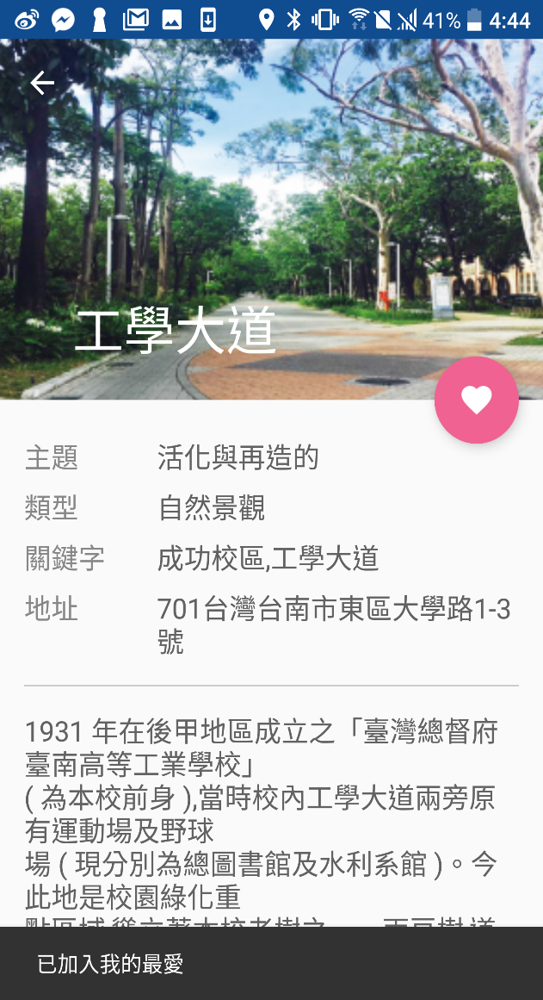 41% 4:44
工學大道
主題 活化與再造的
類型 自然景觀
關鍵字 成功校區,工學大道
地址 701台灣台南市東區大學路1-3
號
1931 年在後甲地區成立之「臺灣總督府
臺南高等工業學校」
( 為本校前身 ),當時校內工學大道兩旁原
有運動場及野球
場 ( 現分別為總圖書館及水利系館 )。今
此地是校園綠化重
已加入我的最愛